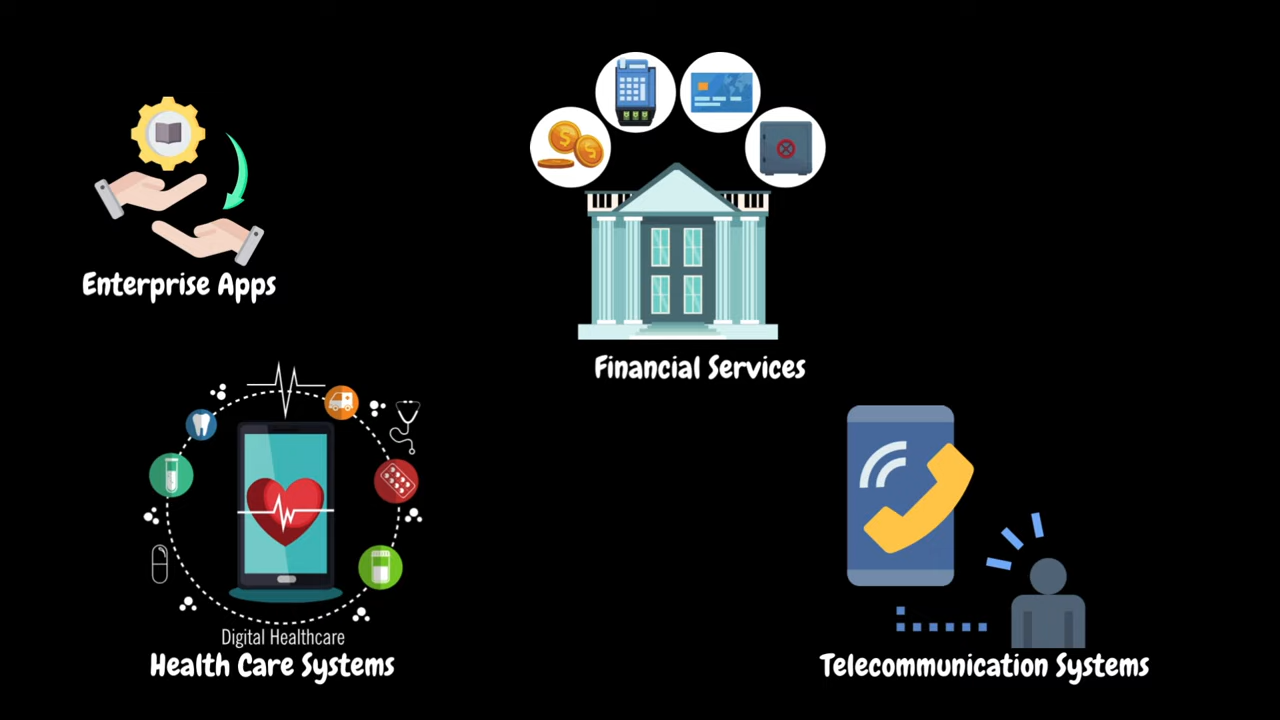 Enterprise Apps
Financial Services
Digital Healthcare
Health Care Systems
Telecommunication Systems